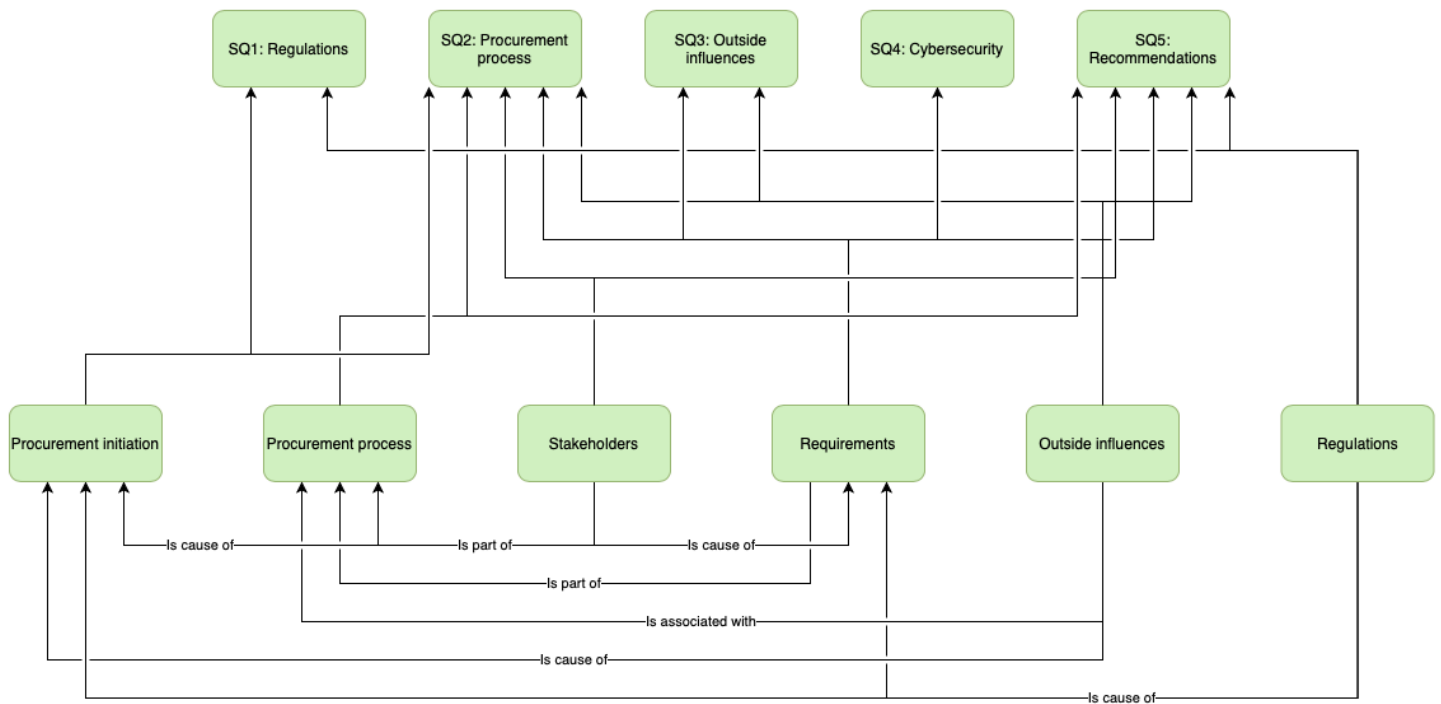 SQ1: Regulations
SQ2: Procurement
process
SQ3: Outside
influences
SQ4: Cybersecurity
SQ5:
Recommendations
Procurement initiation
Procurement process
Stakeholders
Requirements
Outside influences
Regulations
Is cause of
Is part of
Is cause of
Is part of
Is associated with
Is cause of
Is cause of